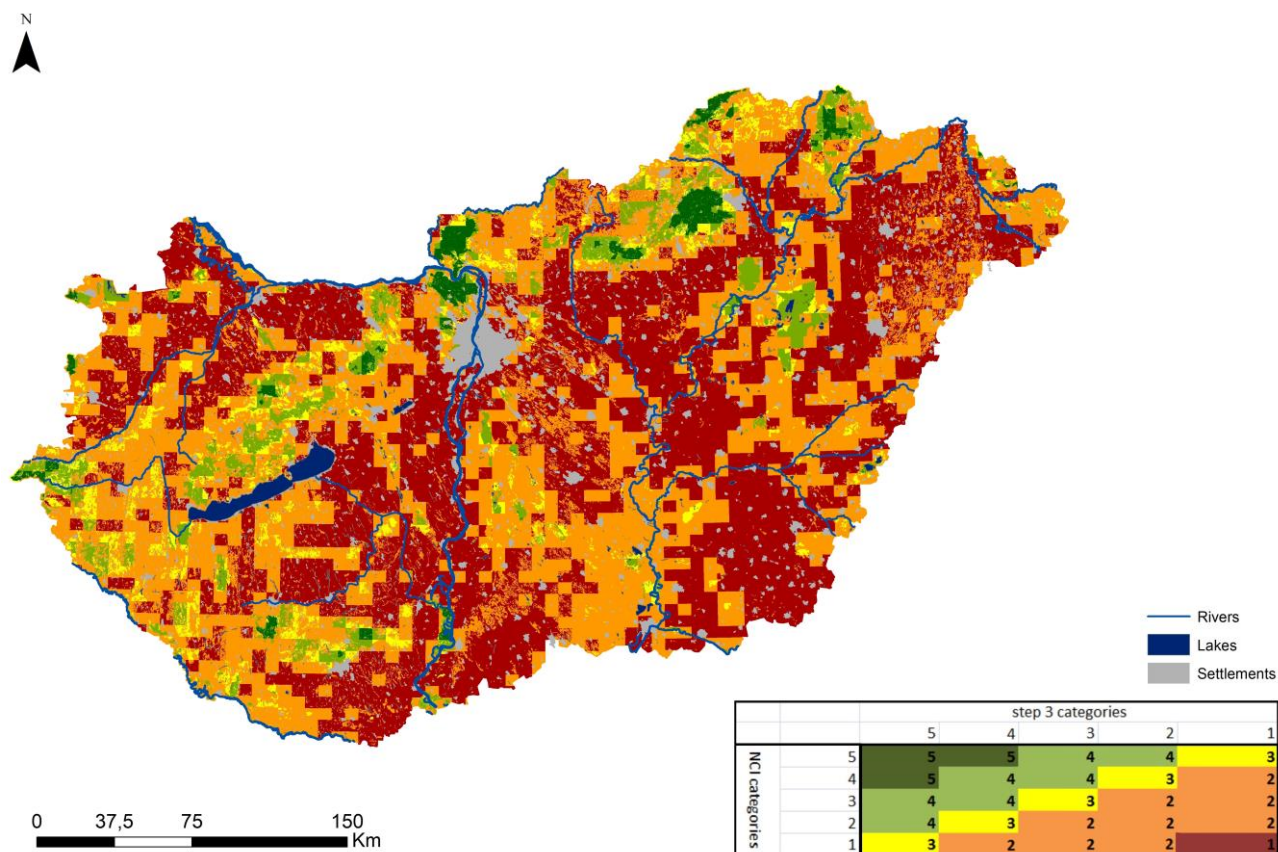 N
Rivers
Lakes
Settlements
step 3 categories
5 4 3 2 1
NCI categories
5 5 5 4 4 3
4 5 4 4 3 2
3 4 4 3 2 2
2 4 3 2 2 2
1 3 2 2 2 1
0 37,5 75 150
Km